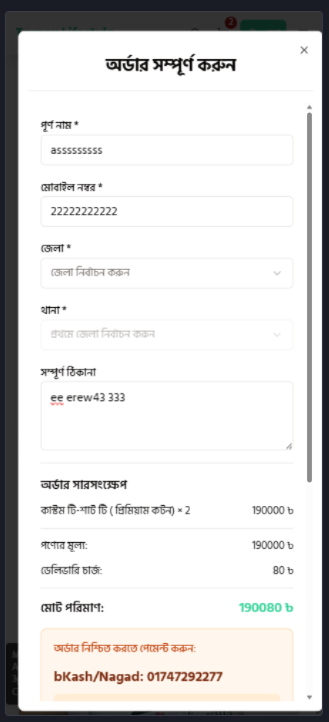 2
অর্ডার সম্পূর্ণ করুন
পূর্ণ নাম *
asssssssss
মোবাইল নম্বর *
22222222222
জেলা *
জেলা নির্বাচন করুন
থানা *
প্রথমে জেলা নির্বাচন করুন
সম্পূর্ণ ঠিকানা
ee erew43 333
অর্ডার সারসংক্ষেপ
কাস্টম টি-শার্ট টি ( প্রিমিয়াম কটন) × 2 190000 ৳
পণ্যের মূল্য: 190000 ৳
ডেলিভারি চার্জ: 80 ৳
মোট পরিমাণ: 190080 ৳
অর্ডার নিশ্চিত করতে পেমেন্ট করুন:
bKash/Nagad: 01747292277